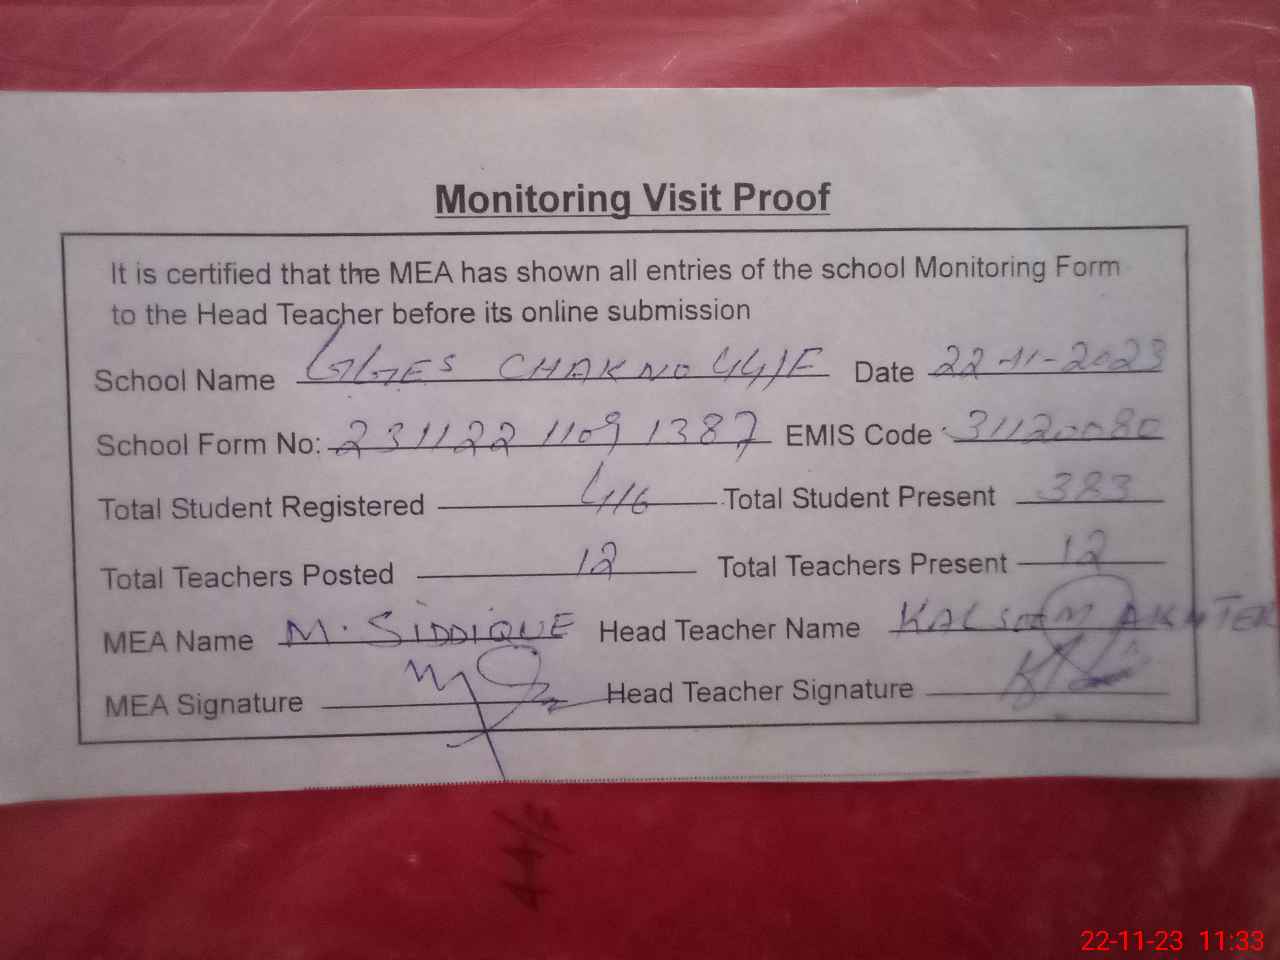 Monitoring Visit Proof
It is certified that the MEA has shown all entries of the school Monitoring Form
to the Head Teacher before its online submission
School Name GGES CHAK NO 44/F Date 22-11-2023
School Form No: 231122 1109 1387 EMIS Code 31120080
Total Student Registered 416 Total Student Present 383
Total Teachers Posted 12 Total Teachers Present 12
MEA Name M. SIDDIQUE Head Teacher Name KALSOOM AKHTER
MEA Signature Head Teacher Signature
22-11-23 11:33